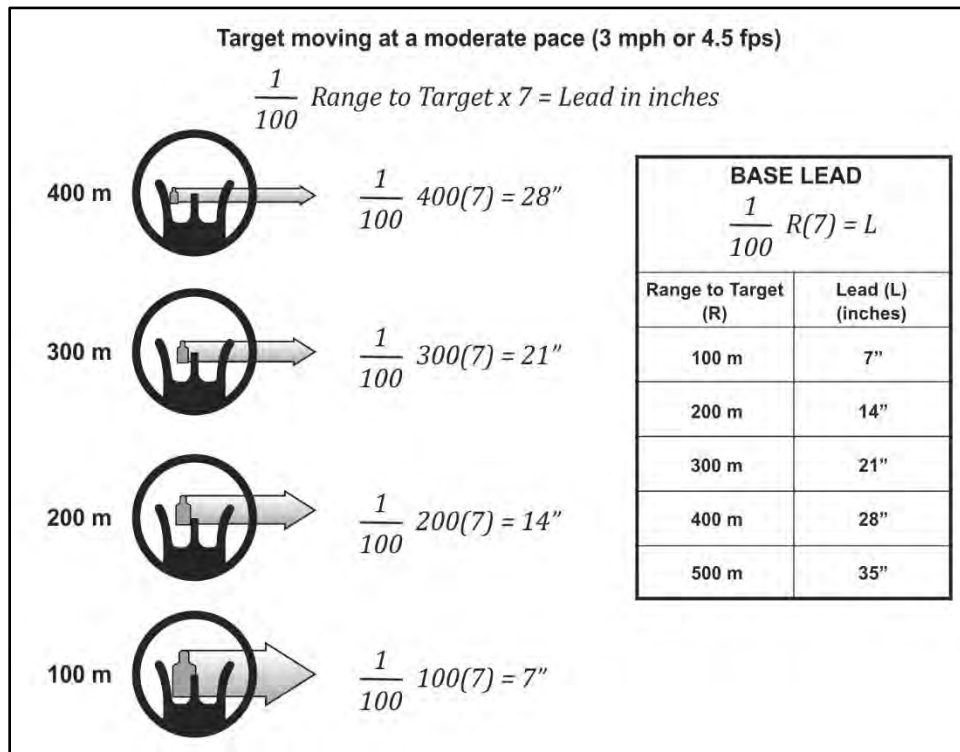 Target moving at a moderate pace (3 mph or 4.5 fps)
1/100 Range to Target x 7 = Lead in inches
400 m
1/100 400(7) = 28”
300 m
1/100 300(7) = 21”
200 m
1/100 200(7) = 14”
100 m
1/100 100(7) = 7”
BASE LEAD
1/100 R(7) = L
Range to Target (R)
Lead (L) (inches)
100 m 7”
200 m 14”
300 m 21”
400 m 28”
500 m 35”